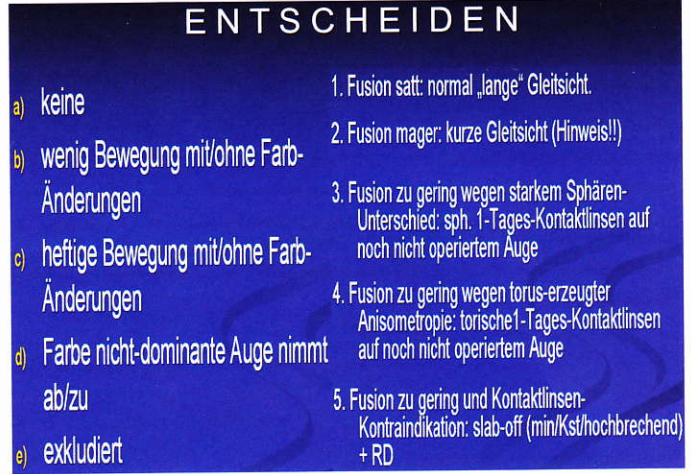 ENTSCHEIDEN
a) keine
b) wenig Bewegung mit/ohne Farb-
Änderungen
c) heftige Bewegung mit/ohne Farb-
Änderungen
d) Farbe nicht-dominante Auge nimmt
ab/zu
e) exkludiert
1. Fusion satt: normal „lange“ Gleitsicht.
2. Fusion mager: kurze Gleitsicht (Hinweis!!)
3. Fusion zu gering wegen starkem Sphären-
Unterschied: sph. 1-Tages-Kontaktlinsen auf
noch nicht operiertem Auge
4. Fusion zu gering wegen torus-erzeugter
Anisometropie: torische1-Tages-Kontaktlinsen
auf noch nicht operiertem Auge
5. Fusion zu gering und Kontaktlinsen-
Kontraindikation: slab-off (min/Kst/hochbrechend)
+ RD